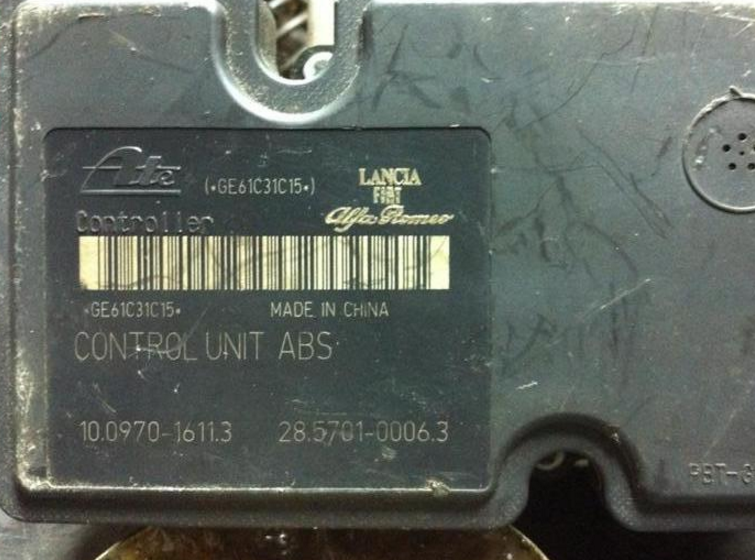 Ate (*GE61C31C15*) LANCIA
FIAT
Alfa Romeo
Controller
*GE61C31C15* MADE IN CHINA
CONTROL UNIT ABS
10.0970-1611.3 28.5701-0006.3